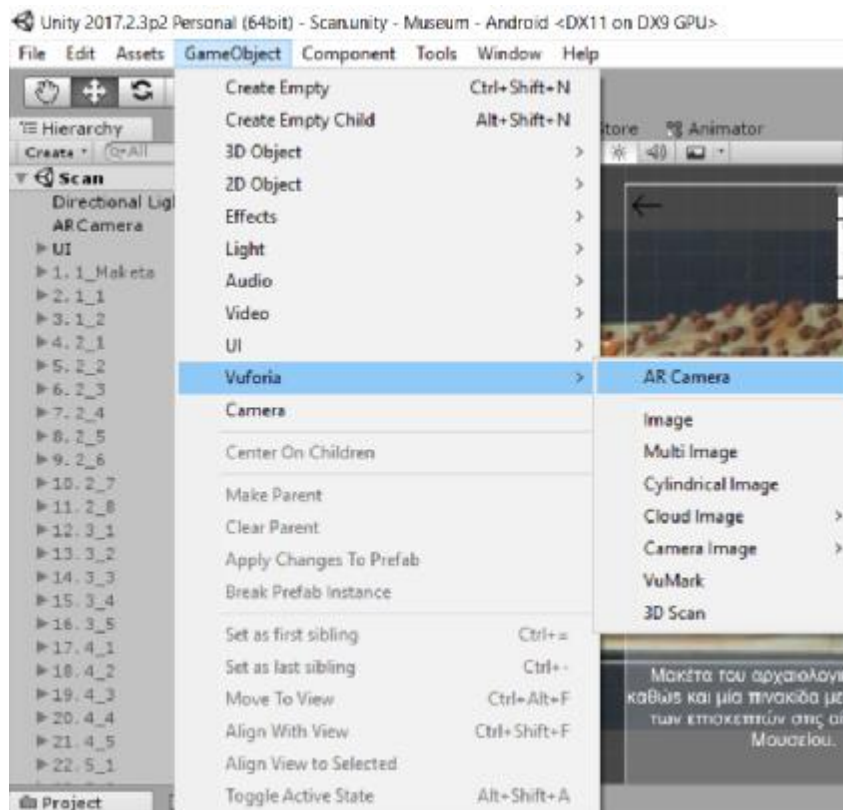 Unity 2017.2.3p2 Personal (64bit) - Scan.unity - Museum - Android <DX11 on DX9 GPU>
File Edit Assets GameObject Component Tools Window Help
Hierarchy
Create All
Scan
Directional Lig
ARCamera
UI
1. 1_Maketa
2. 1_1
3. 1_2
4. 2_1
5. 2_2
6. 2_3
7. 2_4
8. 2_5
9. 2_6
10. 2_7
11. 2_8
12. 3_1
13. 3_2
14. 3_3
15. 3_4
16. 3_5
17. 4_1
18. 4_2
19. 4_3
20. 4_4
21. 4_5
22. 5_1
Project
Create Empty Ctrl+Shift+N
Create Empty Child Alt+Shift+N
3D Object
2D Object
Effects
Light
Audio
Video
UI
Vuforia
Camera
Center On Children
Make Parent
Clear Parent
Apply Changes To Prefab
Break Prefab Instance
Set as first sibling Ctrl+=
Set as last sibling Ctrl+-
Move To View Ctrl+Alt+F
Align With View Ctrl+Shift+F
Align View to Selected
Toggle Active State Alt+Shift+A
tore Animator
AR Camera
Image
Multi Image
Cylindrical Image
Cloud Image
Camera Image
VuMark
3D Scan
Μακέτα του αρχαιολογι
καθώς και μία πινακίδα με
των επισκεπτών στις αί
Μουσείου.